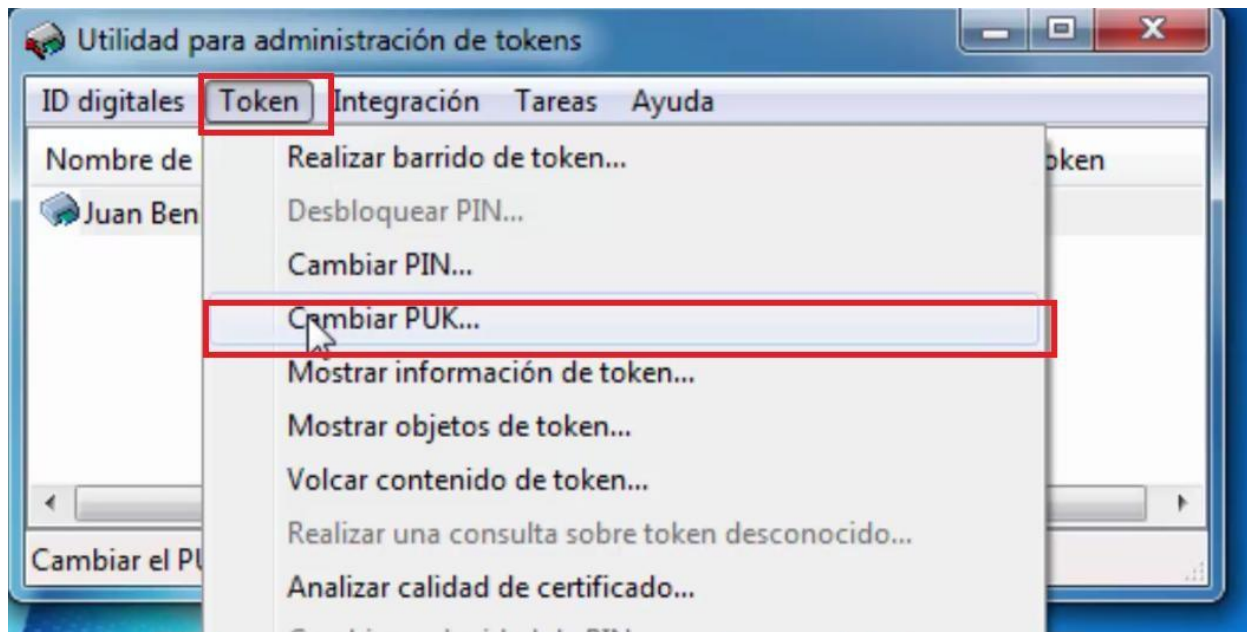 Utilidad para administración de tokens
ID digitales Token Integración Tareas Ayuda
Nombre de
Juan Ben
Realizar barrido de token...
Desbloquear PIN...
Cambiar PIN...
Cambiar PUK...
Mostrar información de token...
Mostrar objetos de token...
Volcar contenido de token...
Realizar una consulta sobre token desconocido...
Analizar calidad de certificado...
Cambiar el